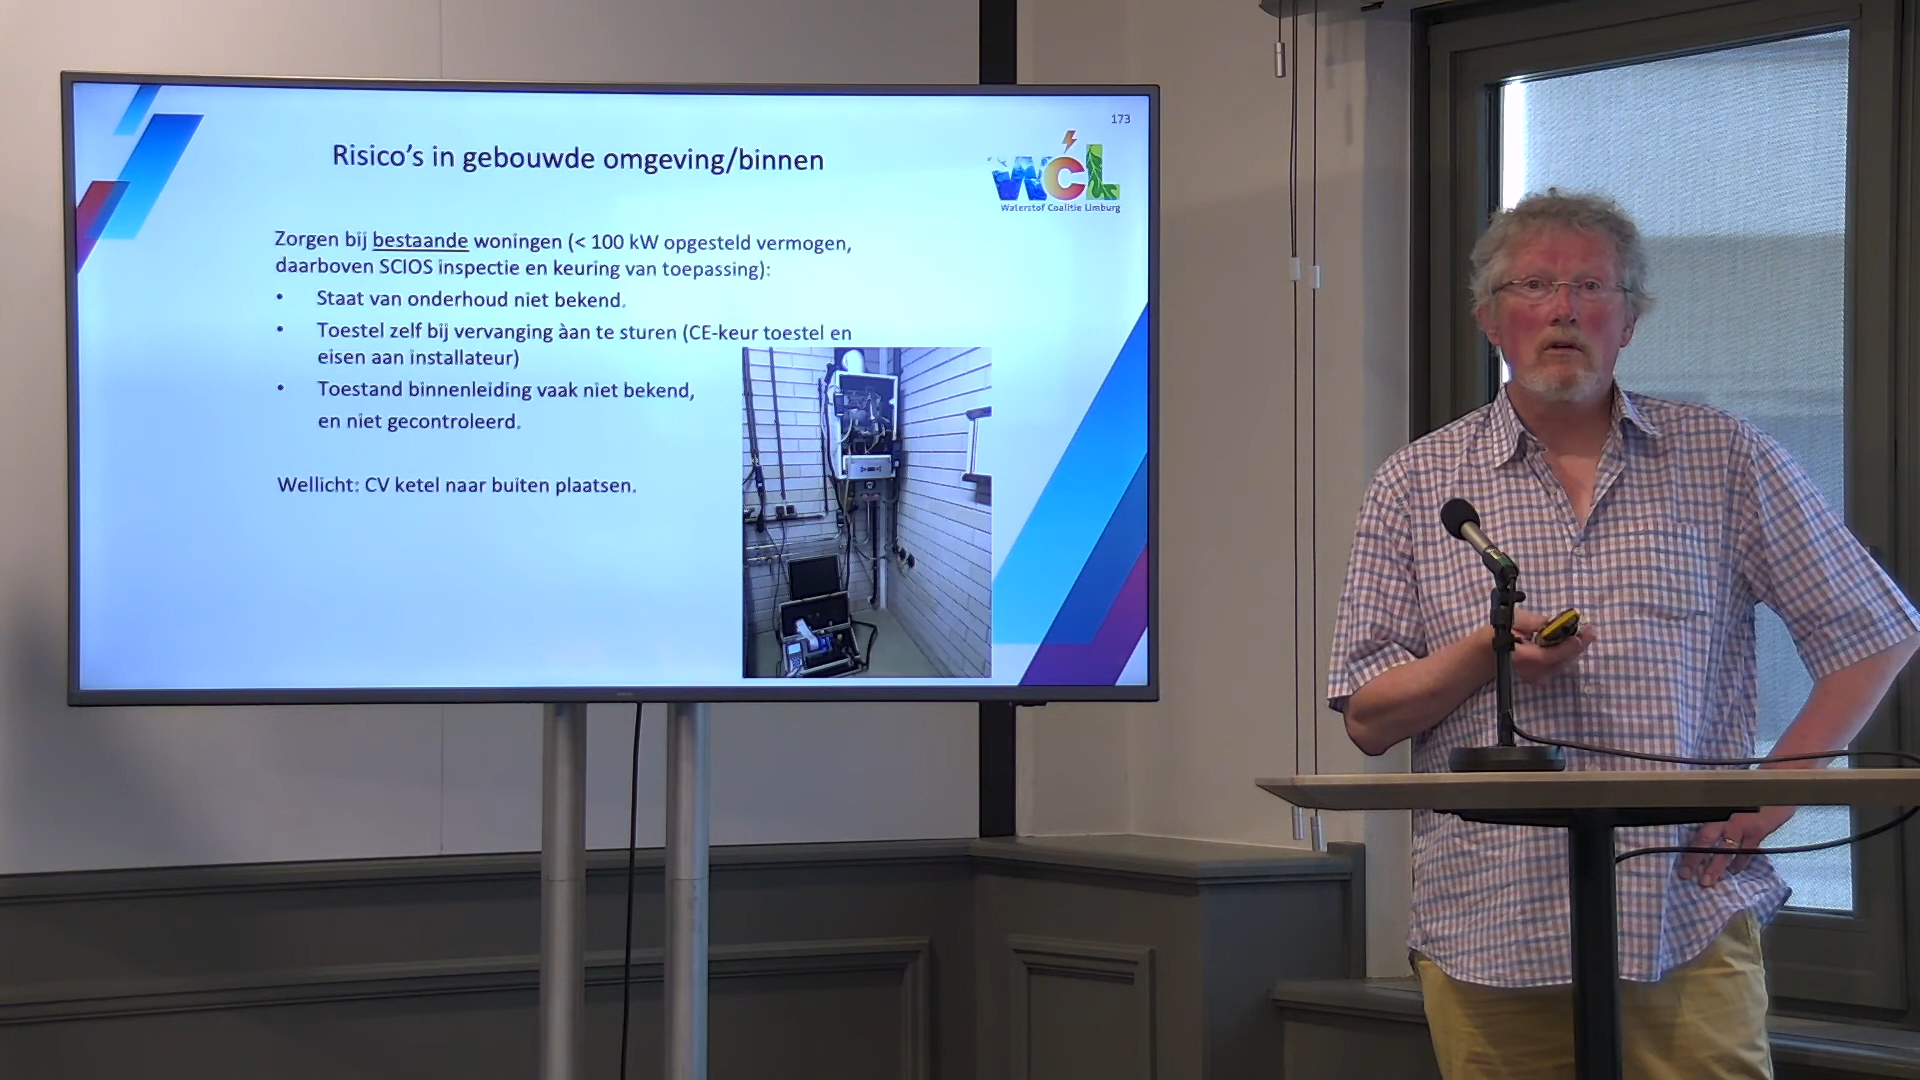 173
WCL
Waterstof Coalitie Limburg
Risico's in gebouwde omgeving/binnen
Zorgen bij bestaande woningen (< 100 kW opgesteld vermogen,
daarboven SCIOS inspectie en keuring van toepassing):
• Staat van onderhoud niet bekend.
• Toestel zelf bij vervanging àan te sturen (CE-keur toestel en
eisen aan installateur)
• Toestand binnenleiding vaak niet bekend,
en niet gecontroleerd.
Wellicht: CV ketel naar buiten plaatsen.